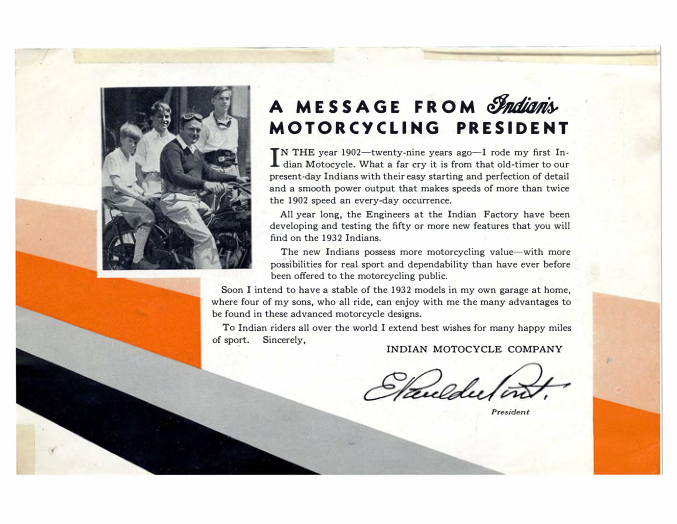 A MESSAGE FROM Indian's
MOTORCYCLING PRESIDENT
IN THE year 1902—twenty-nine years ago—I rode my first In-
dian Motocycle. What a far cry it is from that old-timer to our
present-day Indians with their easy starting and perfection of detail
and a smooth power output that makes speeds of more than twice
the 1902 speed an every-day occurrence.
All year long, the Engineers at the Indian Factory have been
developing and testing the fifty or more new features that you will
find on the 1932 Indians.
The new Indians possess more motorcycling value—with more
possibilities for real sport and dependability than have ever before
been offered to the motorcycling public.
Soon I intend to have a stable of the 1932 models in my own garage at home,
where four of my sons, who all ride, can enjoy with me the many advantages to
be found in these advanced motorcycle designs.
To Indian riders all over the world I extend best wishes for many happy miles
of sport. Sincerely,
INDIAN MOTOCYCLE COMPANY
E. Paul du Pont.
President